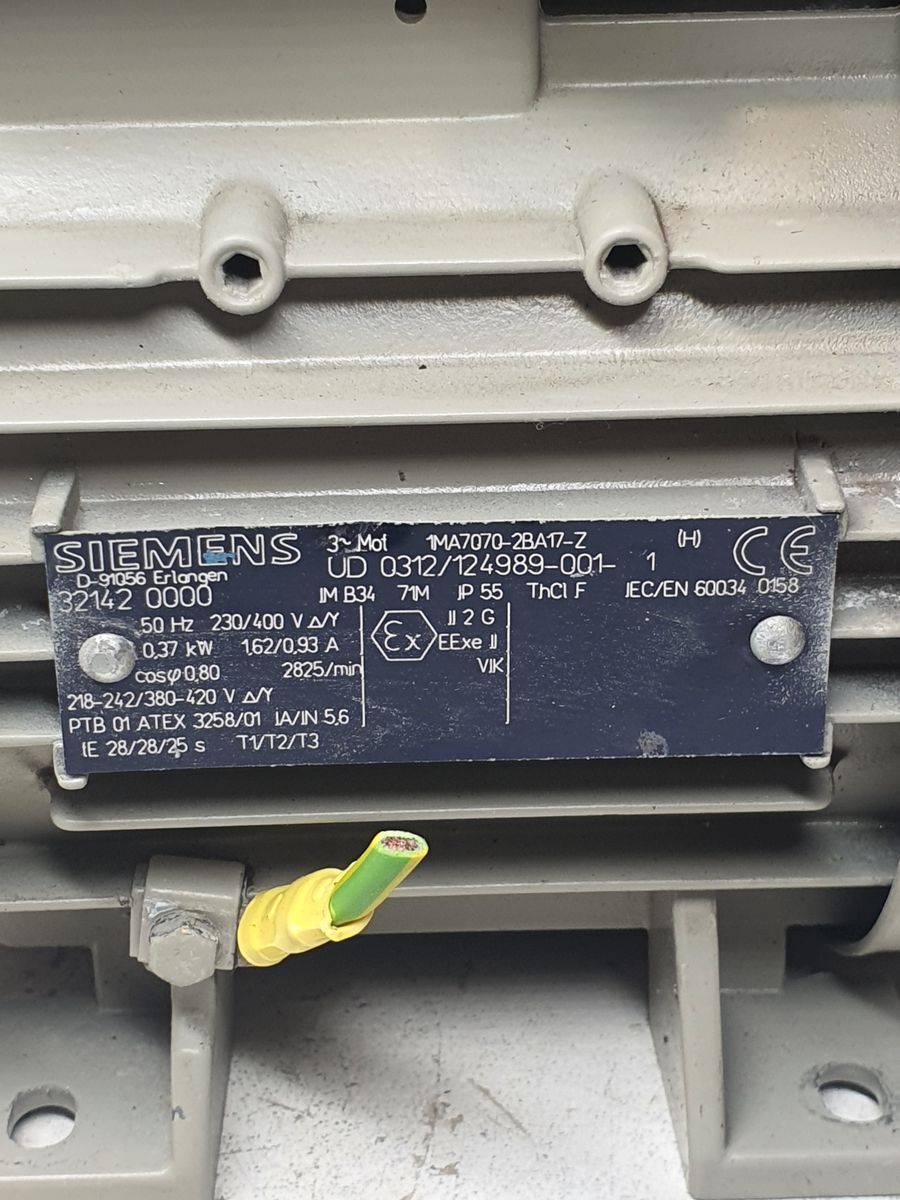 SIEMENS 3~ Mot 1MA7070-2BA17-Z (H) CE
D-91056 Erlangen UD 0312/124989-001- 1
32142 0000 IM B34 71M IP 55 ThCl F IEC/EN 60034 0158
50 Hz 230/400 V Δ/Y Ex II 2 G
0,37 kW 1,62/0,93 A EExe II
cosφ 0,80 2825/min VIK
218-242/380-420 V Δ/Y
PTB 01 ATEX 3258/01 IA/IN 5,6
tE 28/28/25 s T1/T2/T3